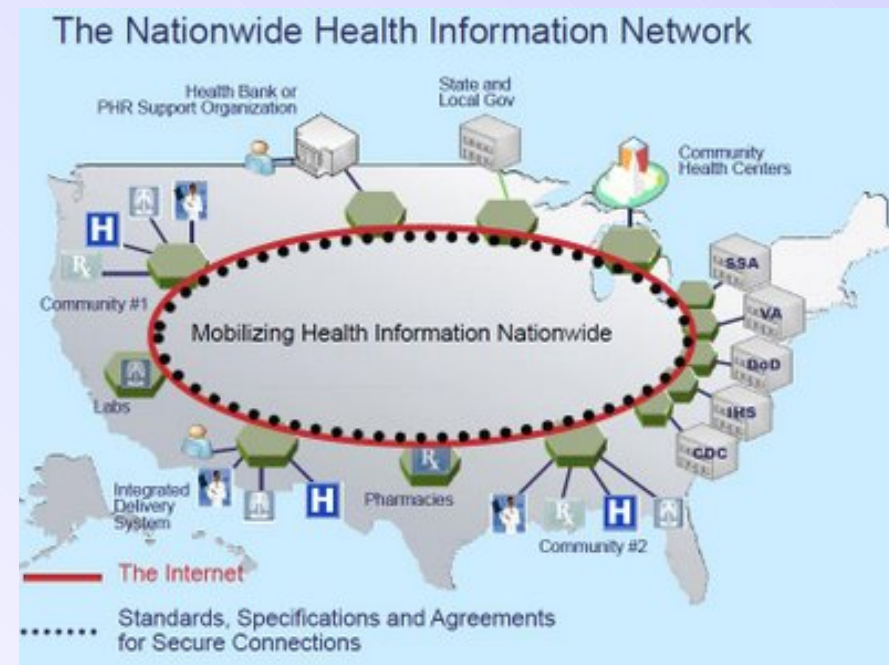 The Nationwide Health Information Network
Health Bank or
PHR Support Organization
State and
Local Gov
Community
Health Centers
H
Rx
Community #1
SSA
VA
DoD
IHS
CDC
Mobilizing Health Information Nationwide
Labs
Integrated
Delivery
System
H
Rx
Pharmacies
Rx
H
Community #2
The Internet
Standards, Specifications and Agreements
for Secure Connections